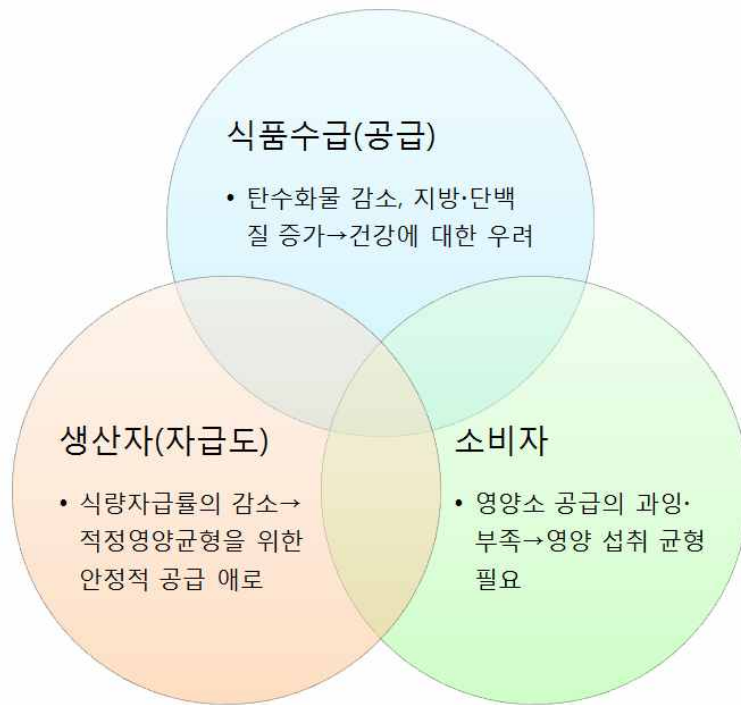 식품수급(공급)
• 탄수화물 감소, 지방·단백
질 증가→건강에 대한 우려
생산자(자급도)
• 식량자급률의 감소→
적정영양균형을 위한
안정적 공급 애로
소비자
• 영양소 공급의 과잉·
부족→영양 섭취 균형
필요